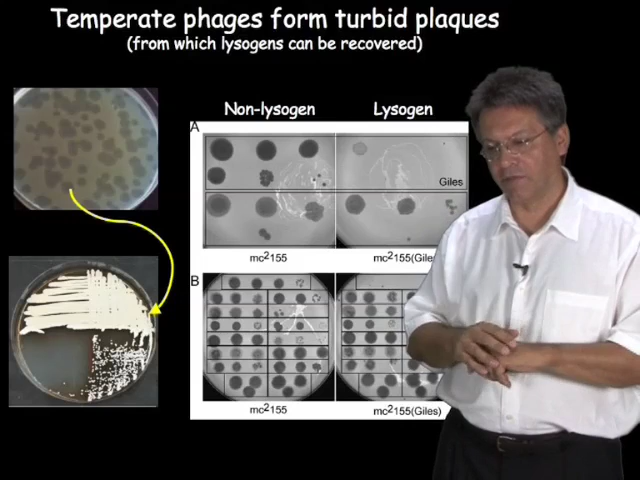 Temperate phages form turbid plaques
(from which lysogens can be recovered)
Non-lysogen Lysogen
A
Giles
mc²155 mc²155(Giles
B
mc²155 mc²155(Giles)